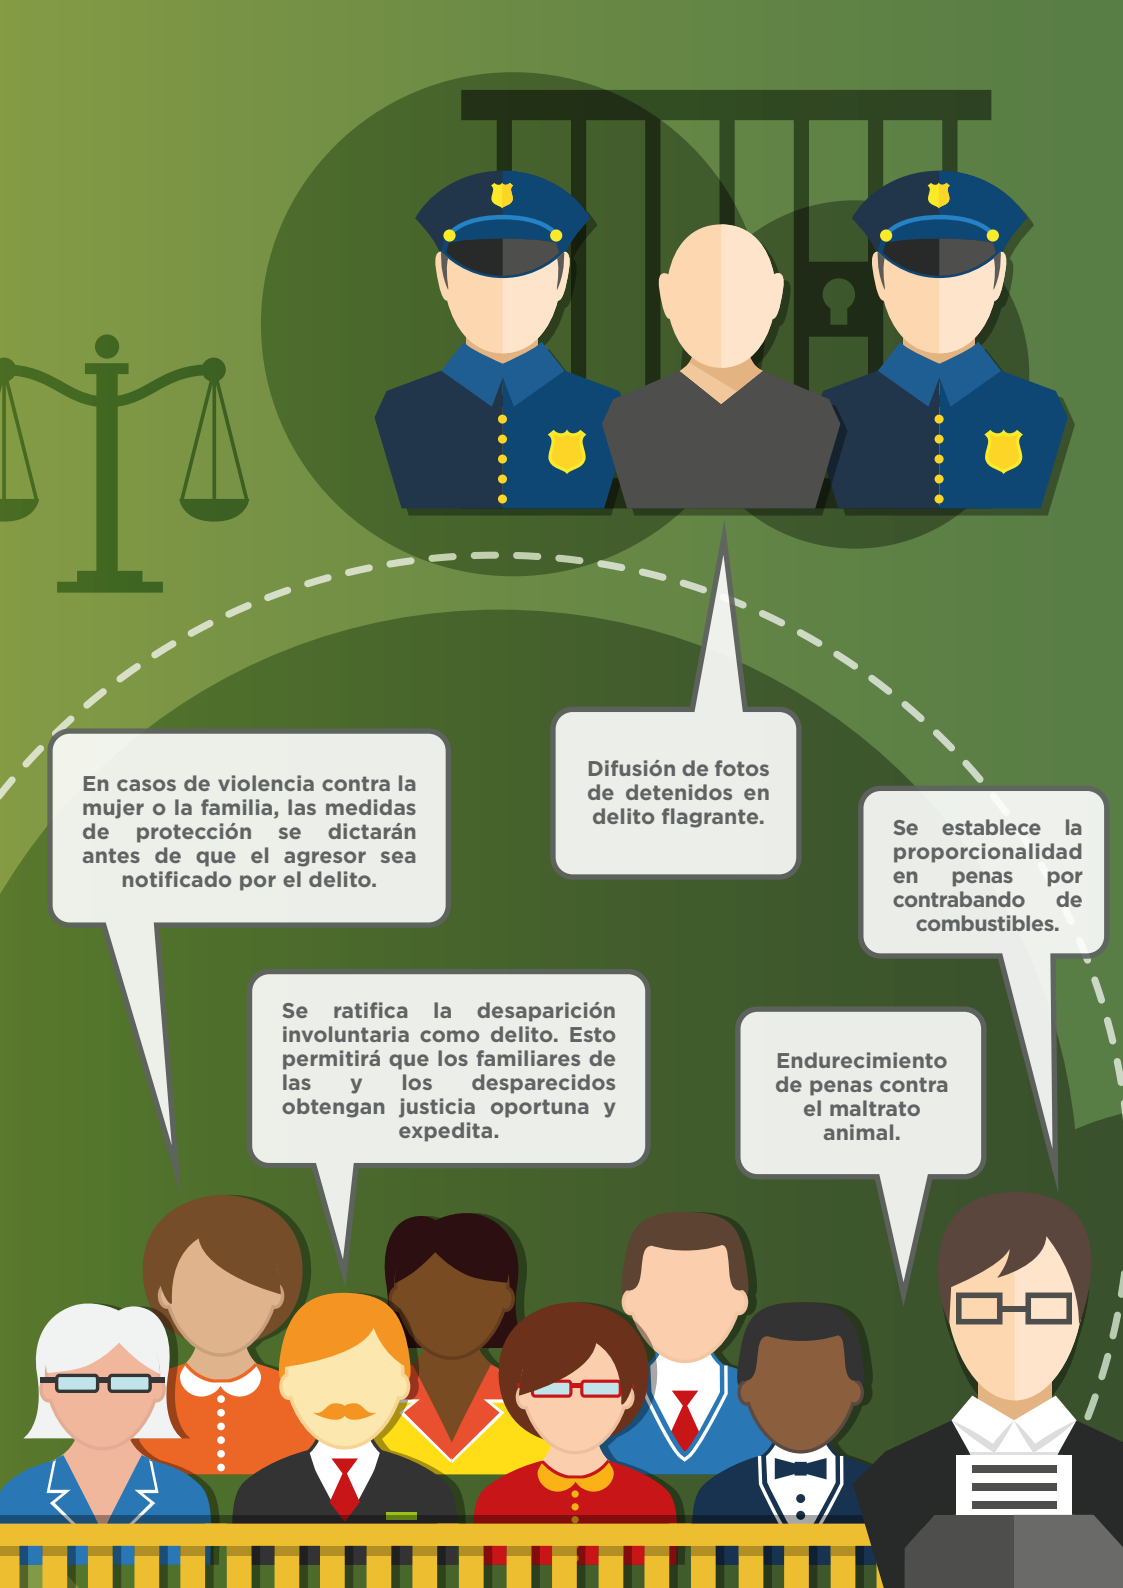 Difusión de fotos
de detenidos en
delito flagrante.
En casos de violencia contra la
mujer o la familia, las medidas
de protección se dictarán
antes de que el agresor sea
notificado por el delito.
Se establece la
proporcionalidad
en penas por
contrabando de
combustibles.
Se ratifica la desaparición
involuntaria como delito. Esto
permitirá que los familiares de
las y los desparecidos
obtengan justicia oportuna y
expedita.
Endurecimiento
de penas contra
el maltrato
animal.